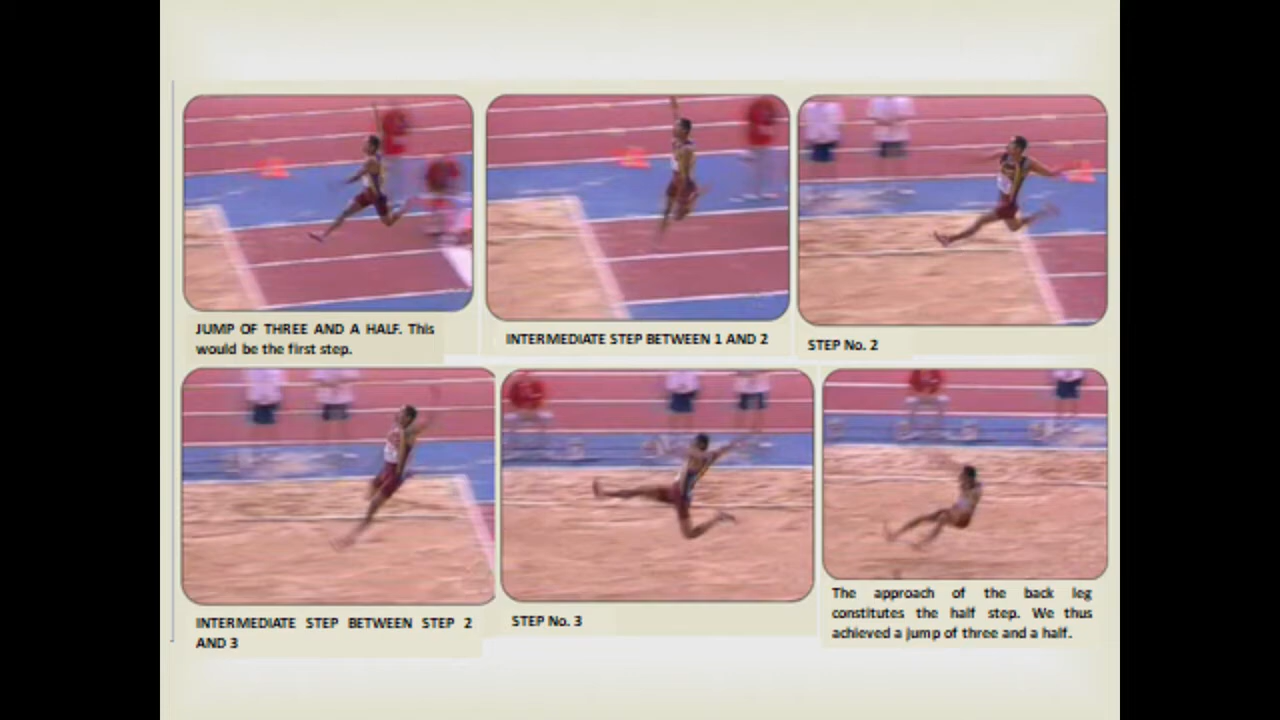 JUMP OF THREE AND A HALF. This
would be the first step.
INTERMEDIATE STEP BETWEEN 1 AND 2
STEP No. 2
INTERMEDIATE STEP BETWEEN STEP 2
AND 3
STEP No. 3
The approach of the back leg
constitutes the half step. We thus
achieved a jump of three and a half.